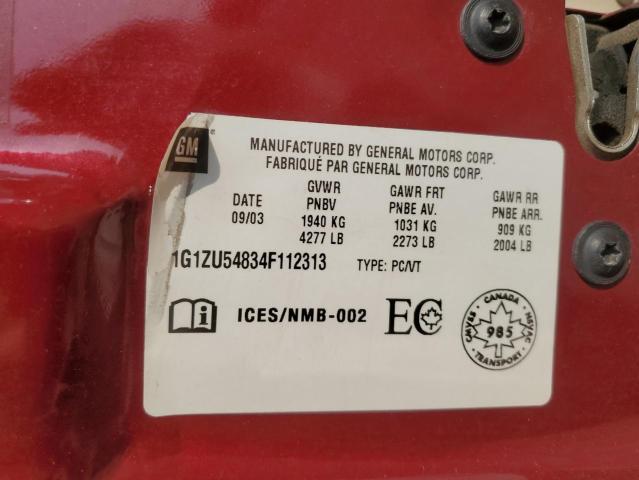 GM
MANUFACTURED BY GENERAL MOTORS CORP.
FABRIQUÉ PAR GENERAL MOTORS CORP.
DATE GVWR GAWR FRT GAWR RR
09/03 PNBV PNBE AV. PNBE ARR.
1940 KG 1031 KG 909 KG
4277 LB 2273 LB 2004 LB
1G1ZU54834F112313 TYPE: PC/VT
ICES/NMB-002 EC
CANADA
CMVSS 985 NSVAC
TRANSPORT